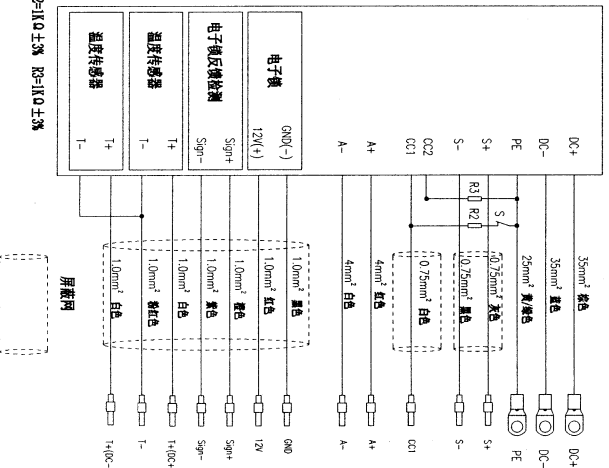 =1KΩ±3% R3=1KΩ±3%
温度传感器
T-
T+
温度传感器
T-
T+
电子锁反馈检测
Sign-
Sign+
电子锁
12V(+)
GND(-)
A-
A+
CC1
CC2
S-
S+
PE
DC-
DC+
R3
R2
S
1.0mm² 白色
1.0mm² 粉红色
1.0mm² 白色
1.0mm² 紫色
1.0mm² 橙色
1.0mm² 红色
1.0mm² 黑色
4mm² 白色
4mm² 红色
0.75mm² 白色
0.75mm² 黑色
0.75mm² 灰色
25mm² 黄/绿色
35mm² 蓝色
35mm² 棕色
屏蔽网
T+(DC-
T-
T+(DC+
Sign-
Sign+
12V
GND
A-
A+
CC1
S-
S+
PE
DC-
DC+